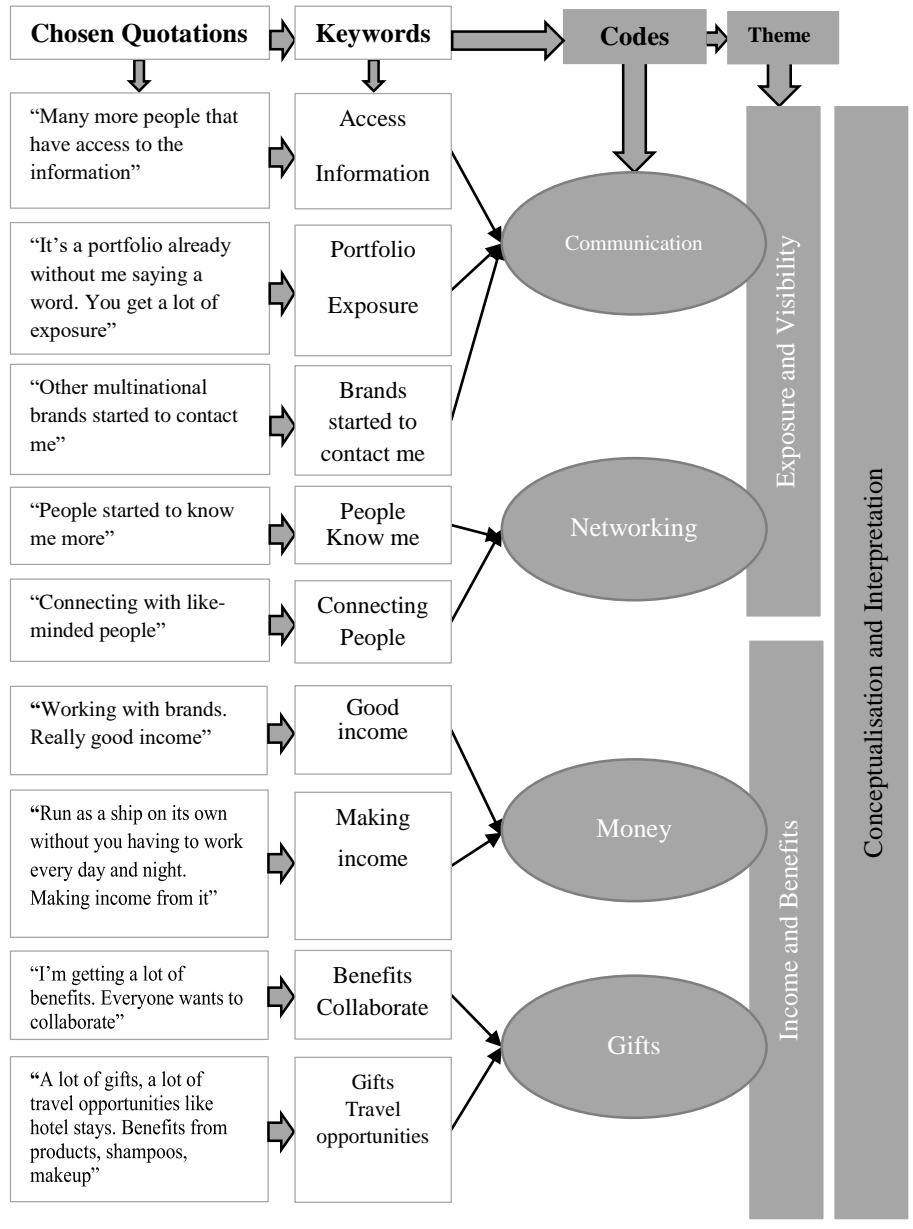 Chosen Quotations
Keywords
Codes
Theme
“Many more people that
have access to the
information”
Access
Information
“It’s a portfolio already
without me saying a
word. You get a lot of
exposure”
Portfolio
Exposure
“Other multinational
brands started to contact
me”
Brands
started to
contact me
Communication
“People started to know
me more”
People
Know me
“Connecting with like-
minded people”
Connecting
People
Networking
Exposure and Visibility
“Working with brands.
Really good income”
Good
income
“Run as a ship on its own
without you having to work
every day and night.
Making income from it”
Making
income
Money
“I’m getting a lot of
benefits. Everyone wants to
collaborate”
Benefits
Collaborate
“A lot of gifts, a lot of
travel opportunities like
hotel stays. Benefits from
products, shampoos,
makeup”
Gifts
Travel
opportunities
Gifts
Income and Benefits
Conceptualisation and Interpretation